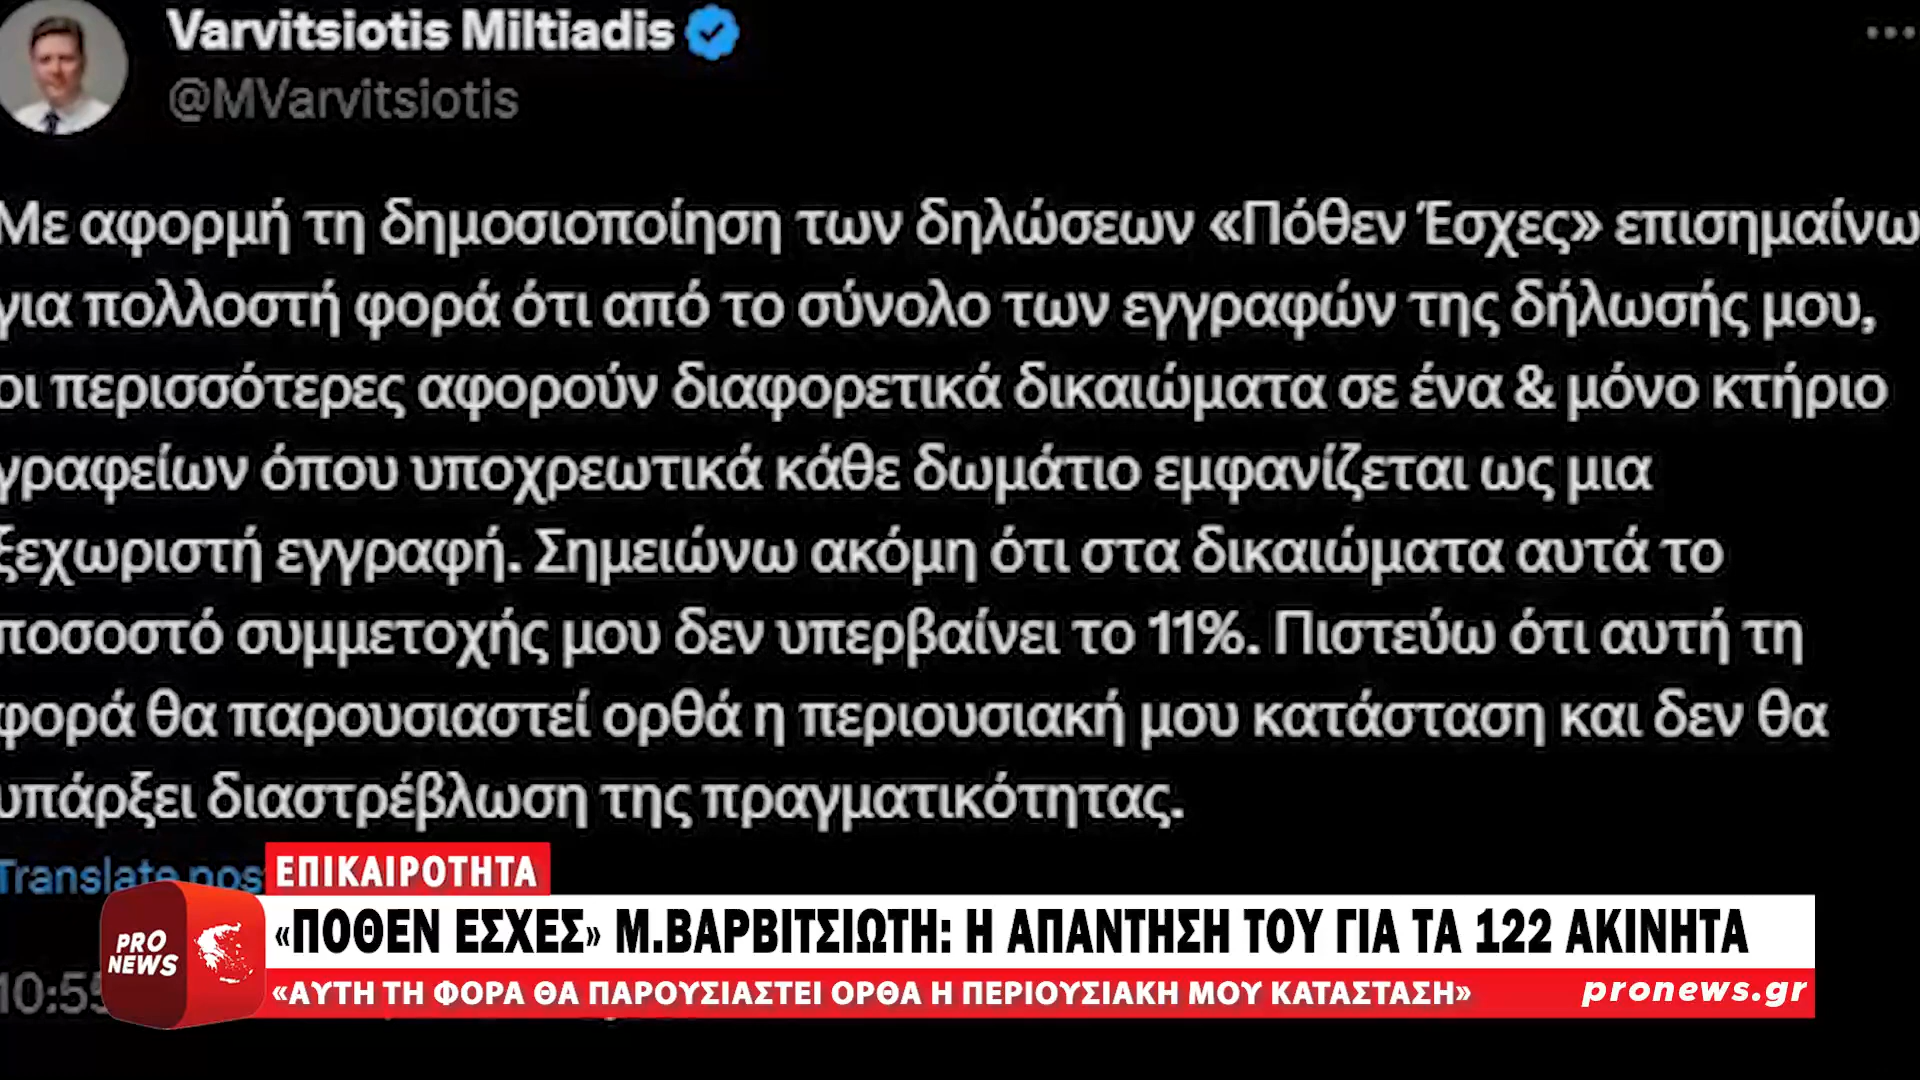 Varvitsiotis Miltiadis
@MVarvitsiotis
Με αφορμή τη δημοσιοποίηση των δηλώσεων «Πόθεν Έσχες» επισημαίνω
για πολλοστή φορά ότι από το σύνολο των εγγραφών της δήλωσής μου,
οι περισσότερες αφορούν διαφορετικά δικαιώματα σε ένα & μόνο κτήριο
γραφείων όπου υποχρεωτικά κάθε δωμάτιο εμφανίζεται ως μια
ξεχωριστή εγγραφή. Σημειώνω ακόμη ότι στα δικαιώματα αυτά το
ποσοστό συμμετοχής μου δεν υπερβαίνει το 11%. Πιστεύω ότι αυτή τη
φορά θα παρουσιαστεί ορθά η περιουσιακή μου κατάσταση και δεν θα
υπάρξει διαστρέβλωση της πραγματικότητας.
Translate pos
ΕΠΙΚΑΙΡΟΤΗΤΑ
PRO NEWS
«ΠΟΘΕΝ ΕΣΧΕΣ» Μ.ΒΑΡΒΙΤΣΙΩΤΗ: Η ΑΠΑΝΤΗΣΗ ΤΟΥ ΓΙΑ ΤΑ 122 ΑΚΙΝΗΤΑ
10:55
«ΑΥΤΗ ΤΗ ΦΟΡΑ ΘΑ ΠΑΡΟΥΣΙΑΣΤΕΙ ΟΡΘΑ Η ΠΕΡΙΟΥΣΙΑΚΗ ΜΟΥ ΚΑΤΑΣΤΑΣΗ» pronews.gr